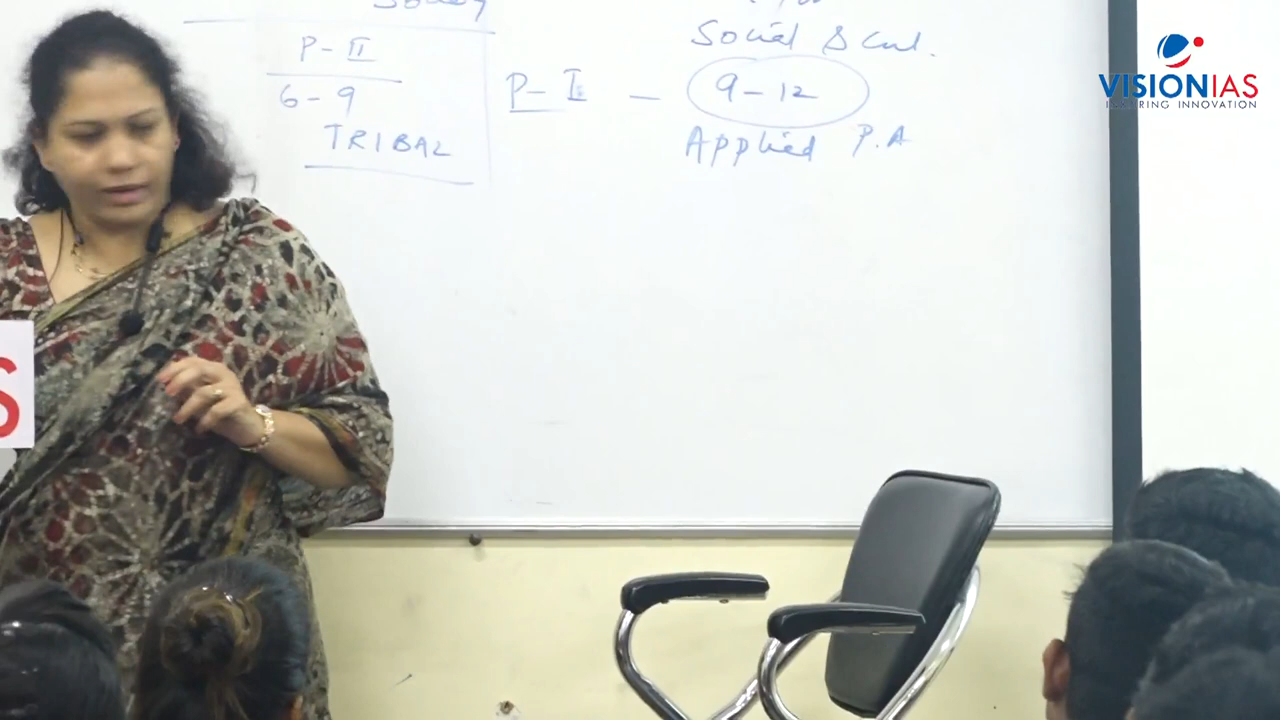 Social & Cul.
P-II
6-9
TRIBAL
P-I — 9-12
Applied P.A
VISIONIAS
INSPIRING INNOVATION
S